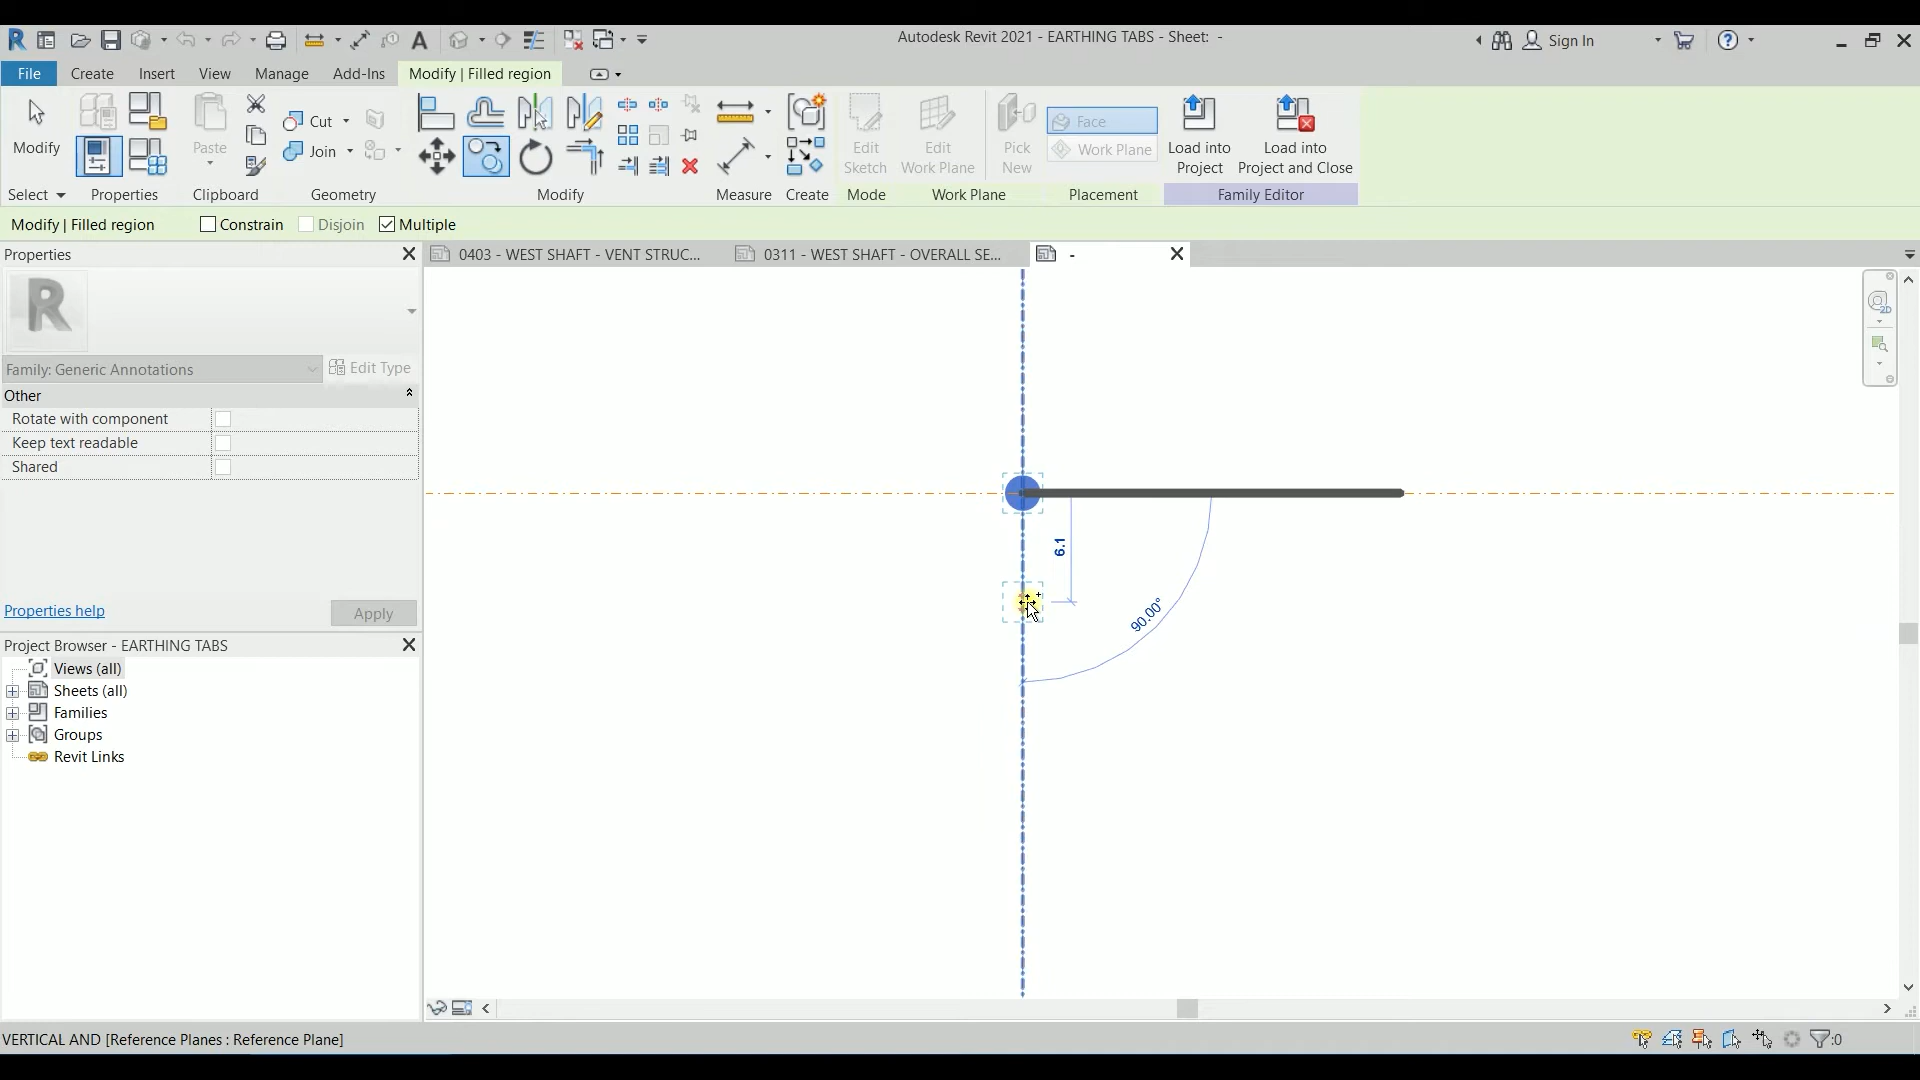 Autodesk Revit 2021 - EARTHING TABS - Sheet: -
Sign In
File Create Insert View Manage Add-Ins Modify | Filled region
Modify
Paste
Cut
Join
Edit Sketch
Edit Work Plane
Pick New
Face
Work Plane
Load into Project
Load into Project and Close
Select Properties Clipboard Geometry Modify Measure Create Mode Work Plane Placement Family Editor
Modify | Filled region Constrain Disjoin Multiple
Properties
0403 - WEST SHAFT - VENT STRUC... 0311 - WEST SHAFT - OVERALL SE... -
R
2D
Family: Generic Annotations Edit Type
Other
Rotate with component
Keep text readable
Shared
6.1
90.00°
Properties help Apply
Project Browser - EARTHING TABS
Views (all)
Sheets (all)
Families
Groups
Revit Links
VERTICAL AND [Reference Planes : Reference Plane]
:0